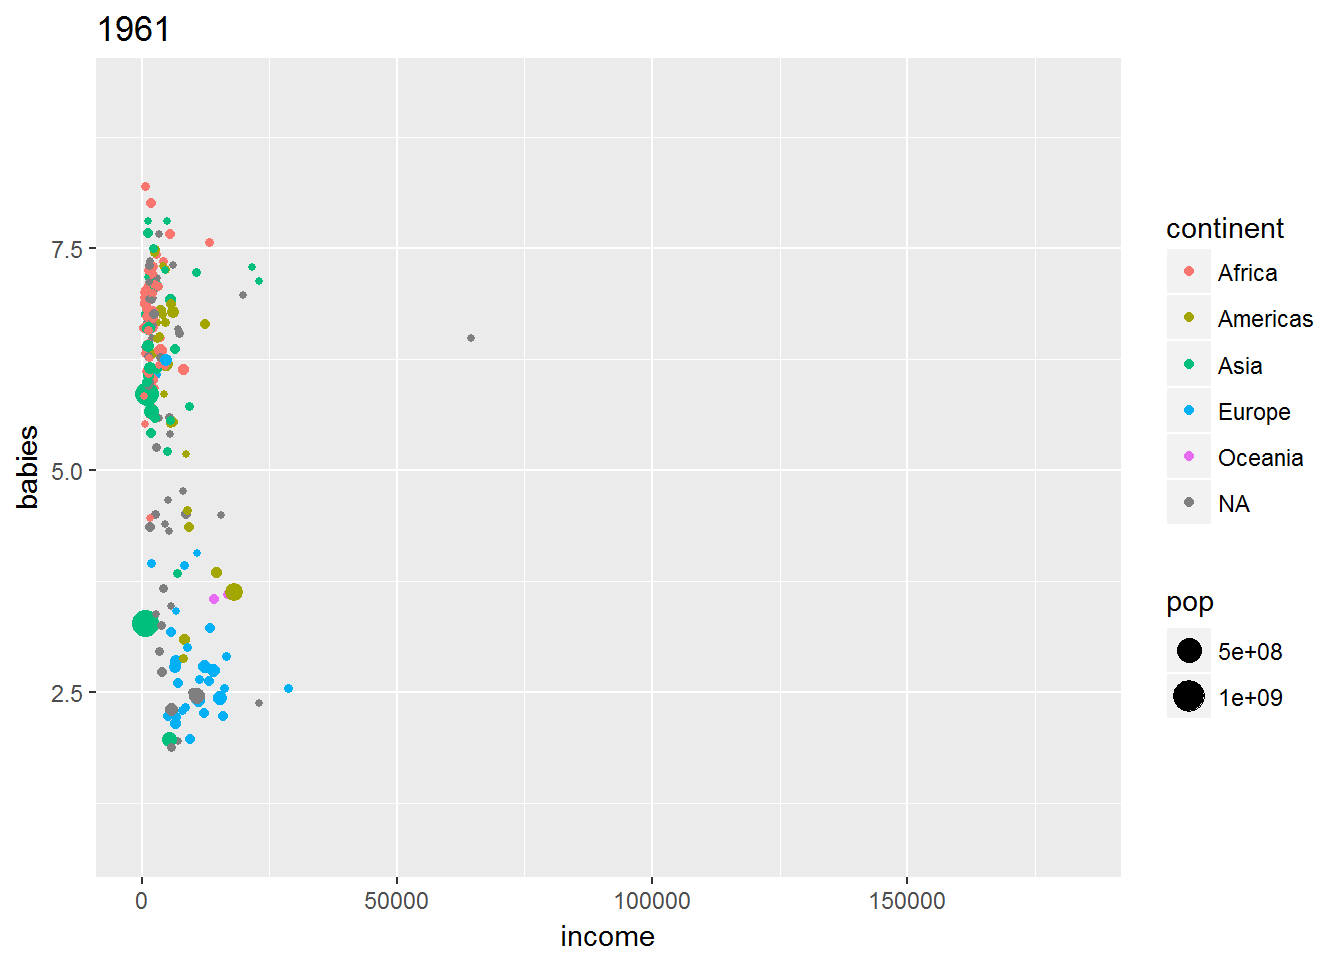 1961
babies
7.5
5.0
2.5
0
50000
100000
150000
income
continent
Africa
Americas
Asia
Europe
Oceania
NA
pop
5e+08
1e+09